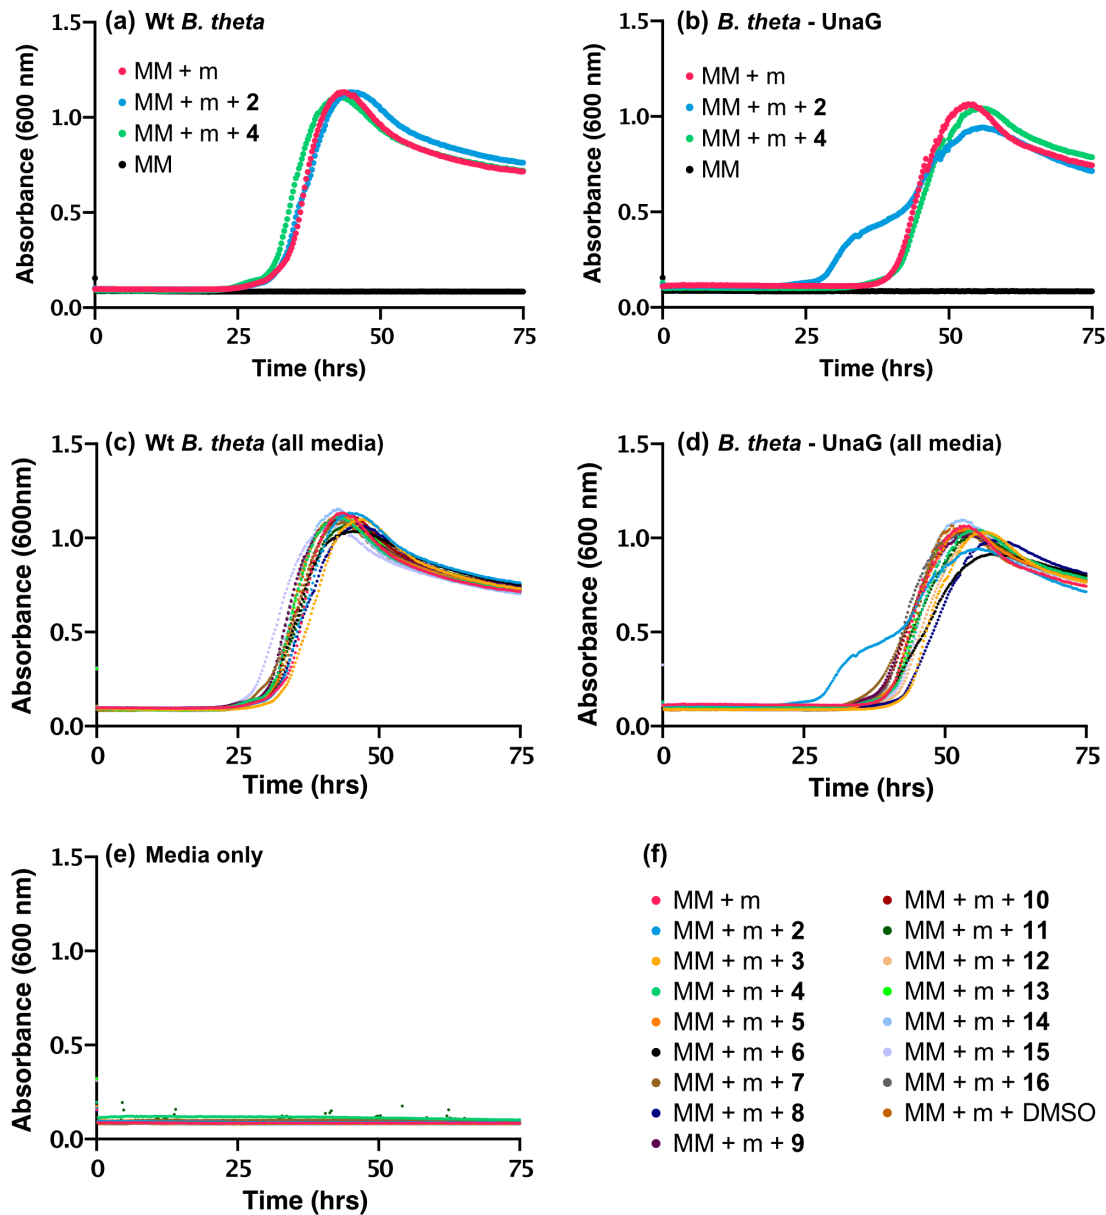 (a) Wt B. theta
Absorbance (600 nm)
1.5
1.0
0.5
0.0
MM + m
MM + m + 2
MM + m + 4
MM
0 25 50 75
Time (hrs)
(b) B. theta - UnaG
Absorbance (600 nm)
1.5
1.0
0.5
0.0
MM + m
MM + m + 2
MM + m + 4
MM
0 25 50 75
Time (hrs)
(c) Wt B. theta (all media)
Absorbance (600nm)
1.5
1.0
0.5
0.0
0 25 50 75
Time (hrs)
(d) B. theta - UnaG (all media)
Absorbance (600 nm)
1.5
1.0
0.5
0.0
0 25 50 75
Time (hrs)
(e) Media only
Absorbance (600 nm)
1.5
1.0
0.5
0.0
0 25 50 75
Time (hrs)
(f)
MM + m
MM + m + 2
MM + m + 3
MM + m + 4
MM + m + 5
MM + m + 6
MM + m + 7
MM + m + 8
MM + m + 9
MM + m + 10
MM + m + 11
MM + m + 12
MM + m + 13
MM + m + 14
MM + m + 15
MM + m + 16
MM + m + DMSO